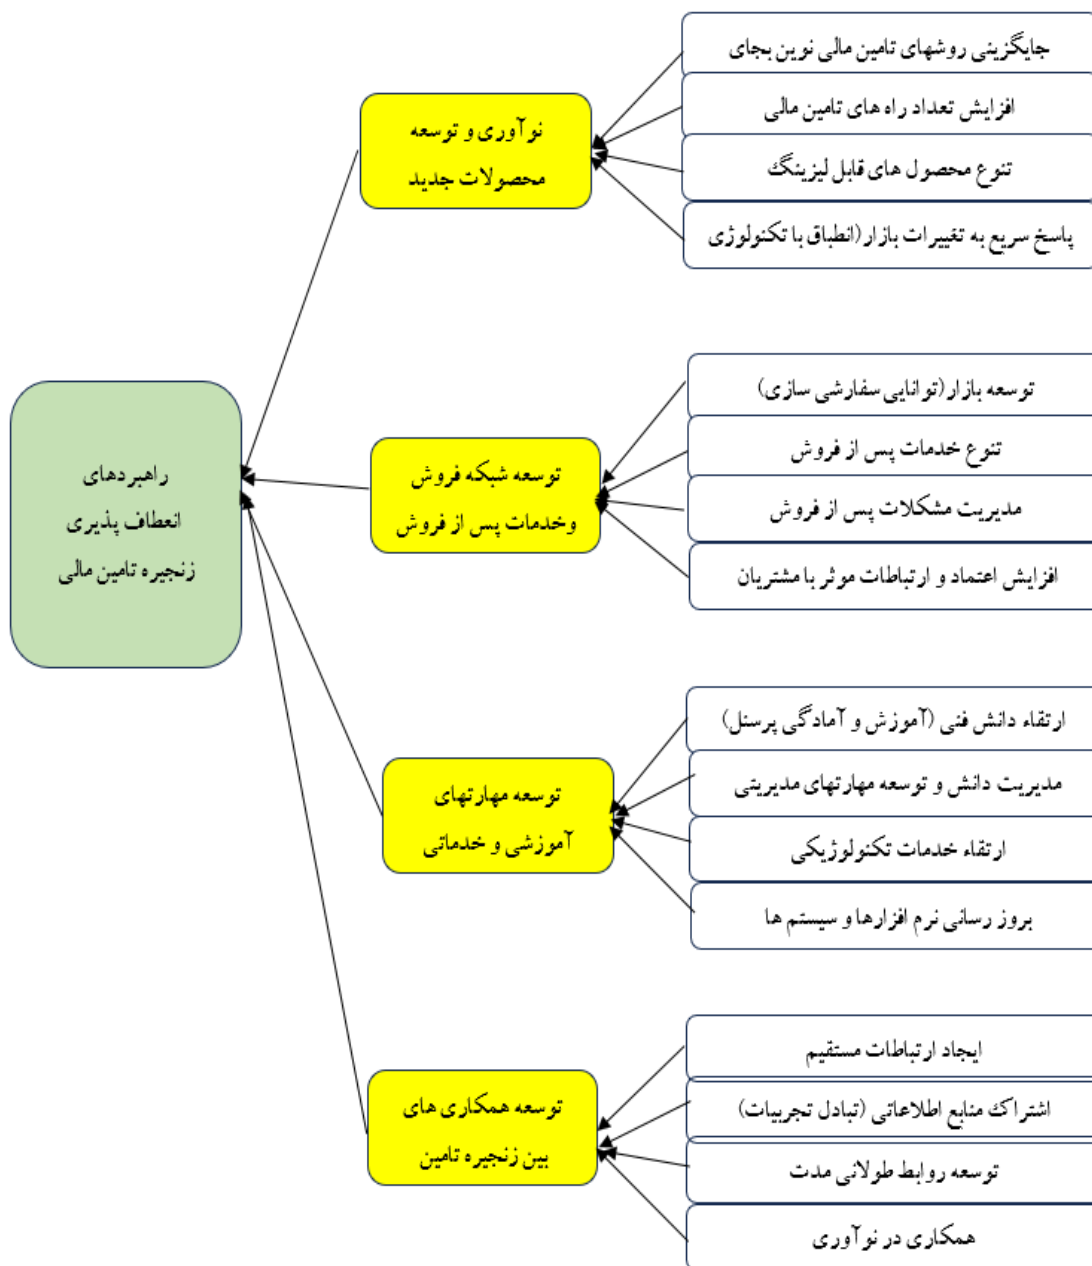 جایگزینی روشهای تامین مالی نوین بجای
افزایش تعداد راه های تامین مالی
تنوع محصول های قابل لیزینگ
پاسخ سریع به تغییرات بازار(انطباق با تکنولوژی
نوآوری و توسعه
محصولات جدید
توسعه بازار(توانایی سفارشی سازی)
تنوع خدمات پس از فروش
مدیریت مشکلات پس از فروش
افزایش اعتماد و ارتباطات موثر با مشتریان
توسعه شبکه فروش
وخدمات پس از فروش
ارتقاء دانش فنی (آموزش و آمادگی پرسنل)
مدیریت دانش و توسعه مهارتهای مدیریتی
ارتقاء خدمات تکنولوژیکی
بروز رسانی نرم افزارها و سیستم ها
توسعه مهارتهای
آموزشی و خدماتی
ایجاد ارتباطات مستقیم
اشتراک منابع اطلاعاتی (تبادل تجربیات)
توسعه روابط طولانی مدت
همکاری در نوآوری
توسعه همکاری های
بین زنجیره تامین
راهبردهای
انعطاف پذیری
زنجیره تامین مالی